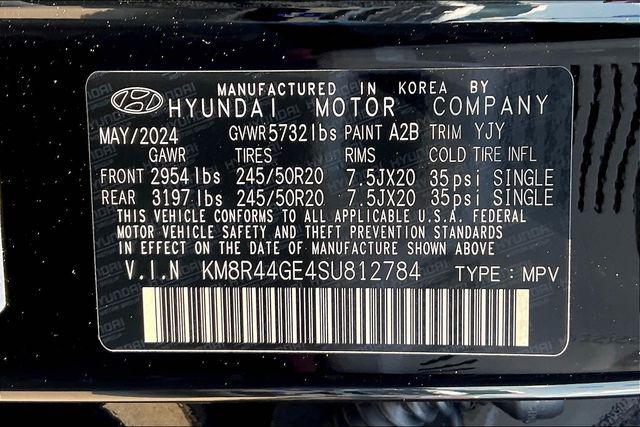 MANUFACTURED IN KOREA BY
HYUNDAI MOTOR COMPANY
MAY/2024 GVWR 5732 lbs PAINT A2B TRIM YJY
GAWR TIRES RIMS COLD TIRE INFL
FRONT 2954 lbs 245/50R20 7.5JX20 35 psi SINGLE
REAR 3197 lbs 245/50R20 7.5JX20 35 psi SINGLE
THIS VEHICLE CONFORMS TO ALL APPLICABLE U.S.A. FEDERAL
MOTOR VEHICLE SAFETY AND THEFT PREVENTION STANDARDS
IN EFFECT ON THE DATE OF MANUFACTURE SHOWN ABOVE
V.I.N KM8R44GE4SU812784 TYPE : MPV